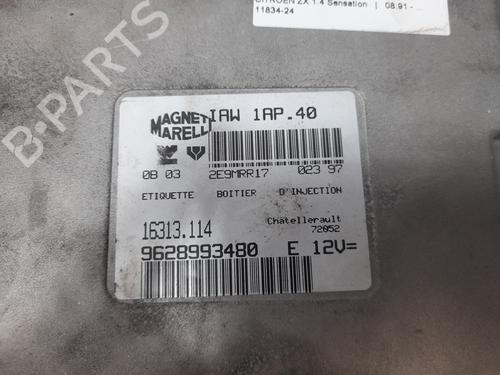 CITROEN ZX 1.4 Sensation | 08.91 - ...
11834-24
B-PARTS
MAGNETI
MARELLI
IAW 1AP.40
0B 03 2E9MRR17 023 97
ETIQUETTE BOITIER D'INJECTION
16313.114
Châtellerault
72052
9628993480 E 12V=